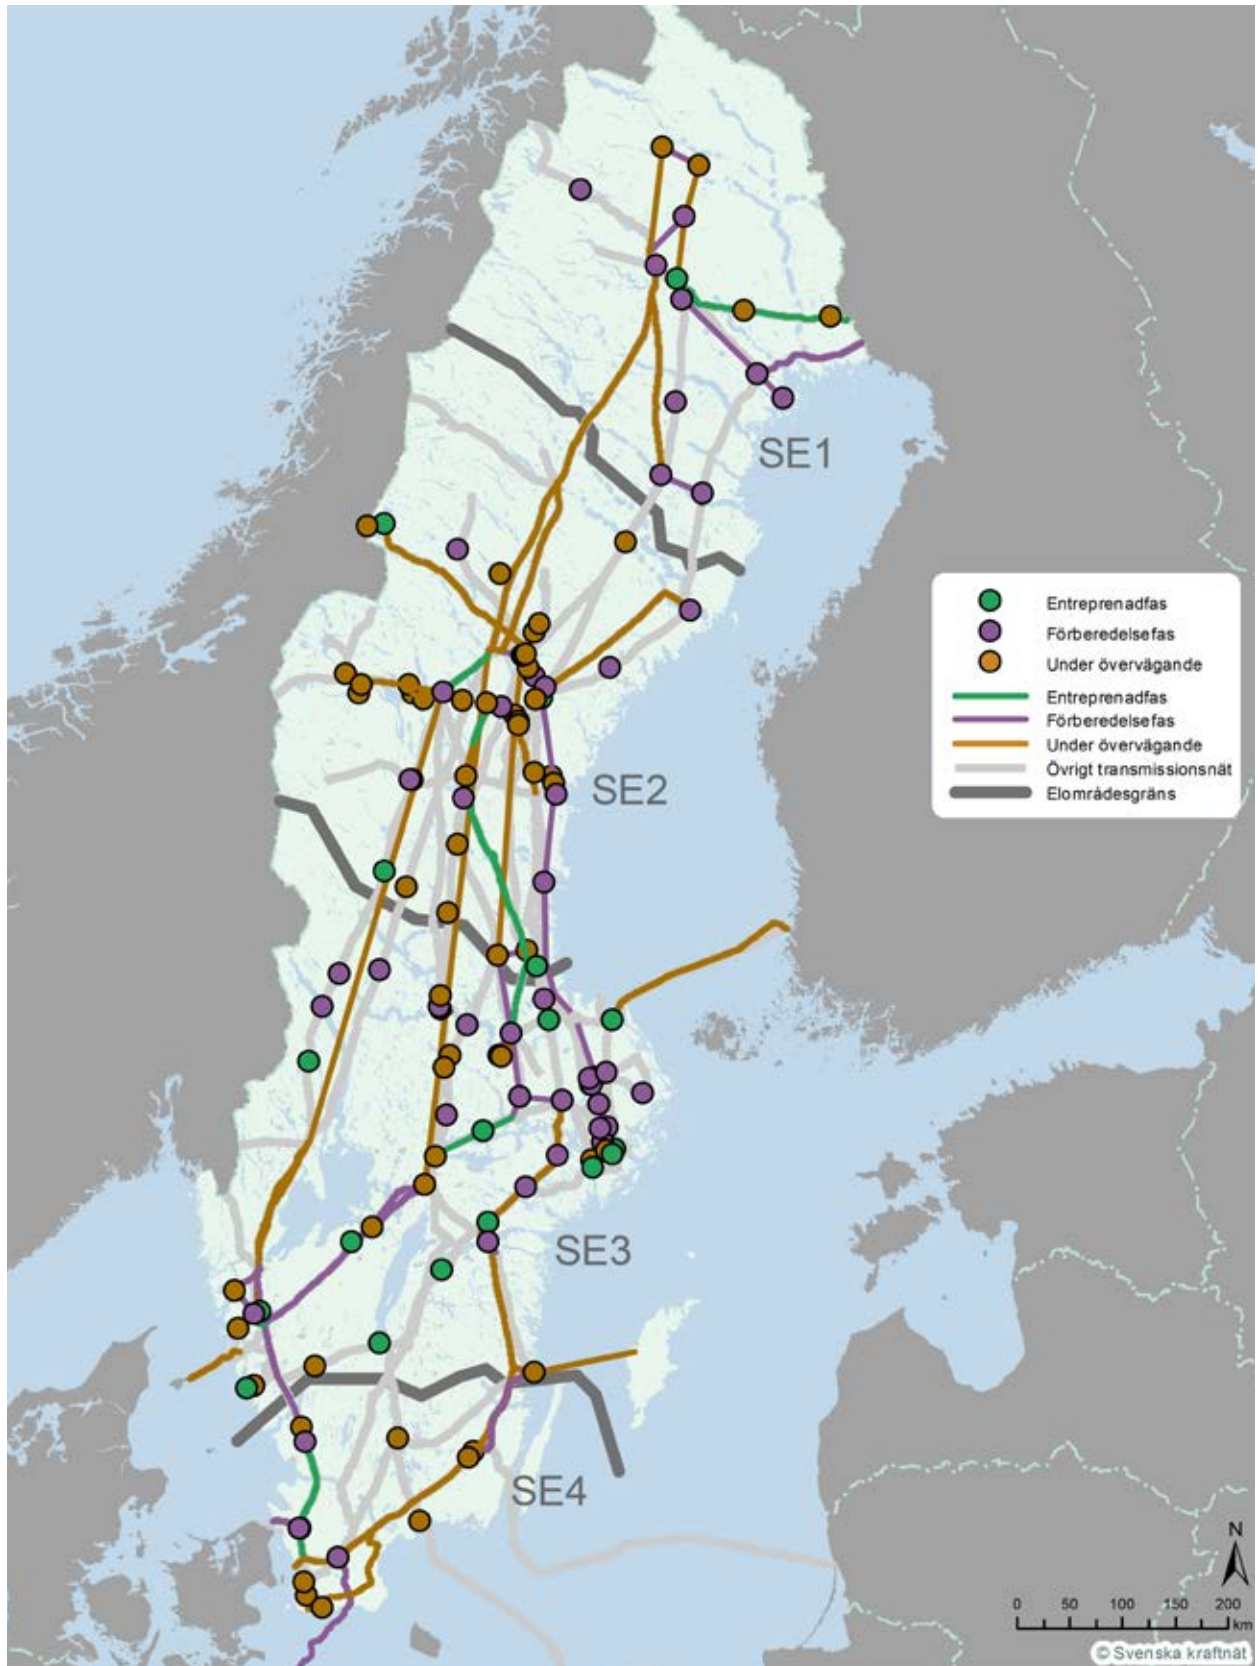 SE1
Entreprenadfas
Förberedelsefas
Under övervägande
Entreprenadfas
Förberedelsefas
Under övervägande
Övrigt transmissionsnät
Elområdesgräns
SE2
SE3
SE4
N
0 50 100 150 200
km
© Svenska kraftnät